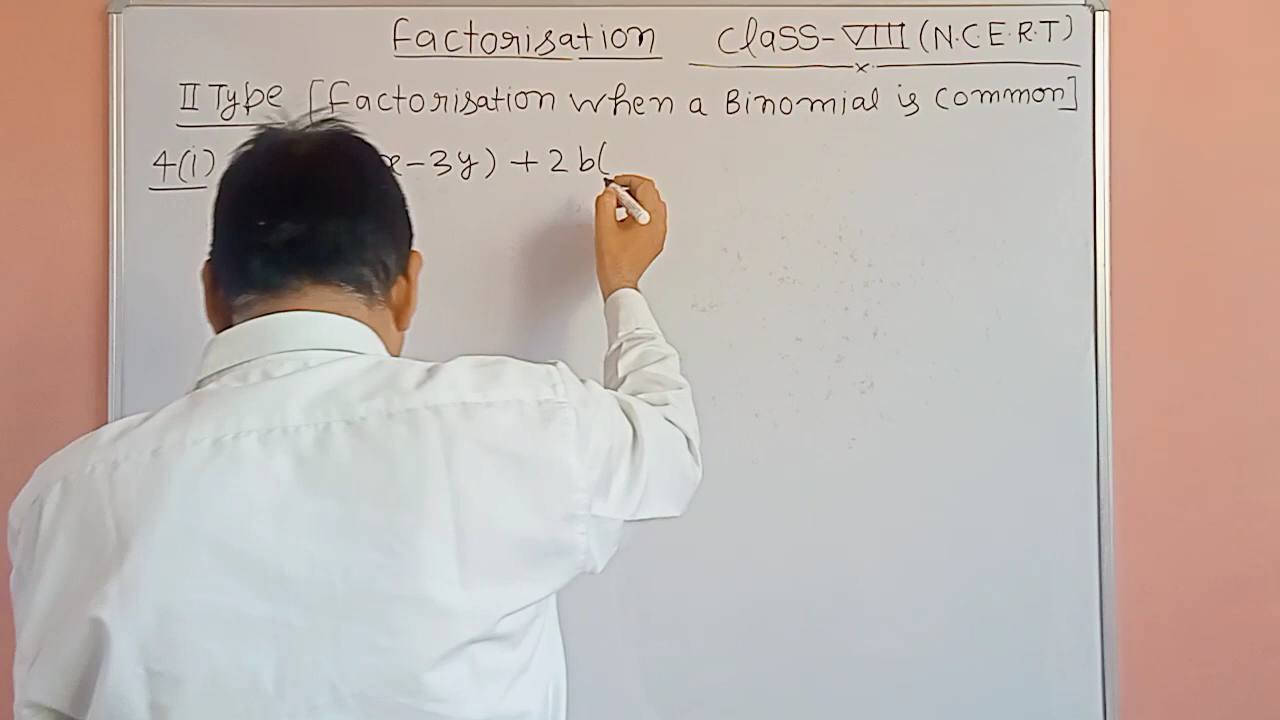 Factorisation Class-VIII (N.C.E.R.T)
II Type [Factorisation when a Binomial is common]
4(i) x-3y) + 2b(